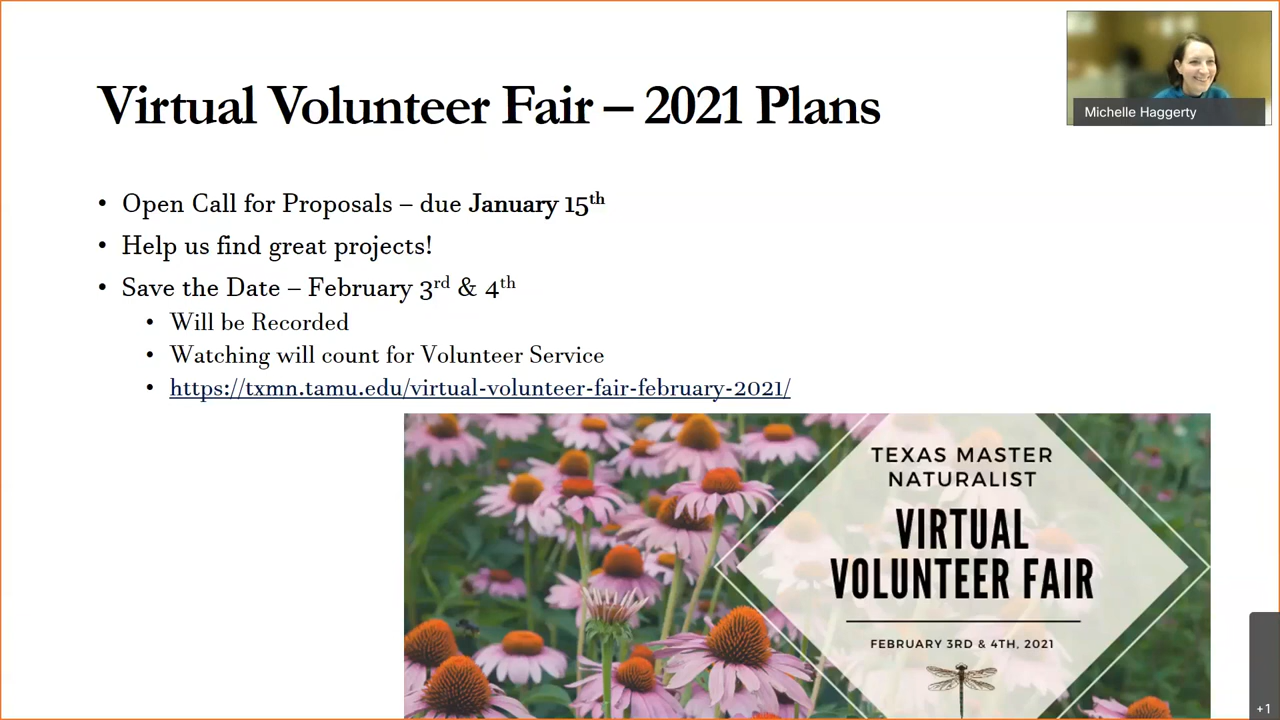 Virtual Volunteer Fair – 2021 Plans
Michelle Haggerty
• Open Call for Proposals – due January 15th
• Help us find great projects!
• Save the Date – February 3rd & 4th
• Will be Recorded
• Watching will count for Volunteer Service
• https://txmn.tamu.edu/virtual-volunteer-fair-february-2021/
TEXAS MASTER
NATURALIST
VIRTUAL
VOLUNTEER FAIR
FEBRUARY 3RD & 4TH, 2021
+1